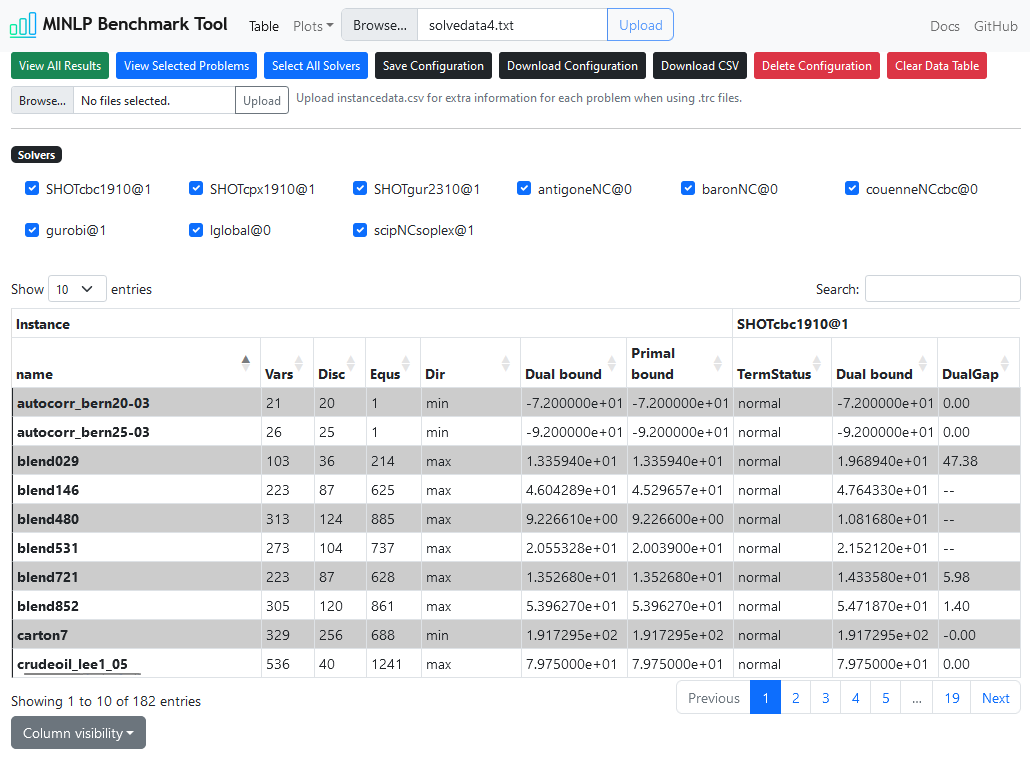 MINLP Benchmark Tool Table Plots Browse... solvedata4.txt Upload Docs GitHub
View All Results View Selected Problems Select All Solvers Save Configuration Download Configuration Download CSV Delete Configuration Clear Data Table
Browse... No files selected. Upload Upload instancedata.csv for extra information for each problem when using .trc files.
Solvers
SHOTcbc1910@1 SHOTcpx1910@1 SHOTgur2310@1 antigoneNC@0 baronNC@0 couenneNCcbc@0
gurobi@1 lglobal@0 scipNCsoplex@1
Show 10 entries Search:
Instance SHOTcbc1910@1
name Vars Disc Equs Dir Dual bound Primal bound TermStatus Dual bound DualGap
autocorr_bern20-03 21 20 1 min -7.200000e+01 -7.200000e+01 normal -7.200000e+01 0.00
autocorr_bern25-03 26 25 1 min -9.200000e+01 -9.200000e+01 normal -9.200000e+01 0.00
blend029 103 36 214 max 1.335940e+01 1.335940e+01 normal 1.968940e+01 47.38
blend146 223 87 625 max 4.604289e+01 4.529657e+01 normal 4.764330e+01 --
blend480 313 124 885 max 9.226610e+00 9.226600e+00 normal 1.081680e+01 --
blend531 273 104 737 max 2.055328e+01 2.003900e+01 normal 2.152120e+01 --
blend721 223 87 628 max 1.352680e+01 1.352680e+01 normal 1.433580e+01 5.98
blend852 305 120 861 max 5.396270e+01 5.396270e+01 normal 5.471870e+01 1.40
carton7 329 256 688 min 1.917295e+02 1.917295e+02 normal 1.917295e+02 -0.00
crudeoil_lee1_05 536 40 1241 max 7.975000e+01 7.975000e+01 normal 7.975000e+01 0.00
Showing 1 to 10 of 182 entries Previous 1 2 3 4 5 ... 19 Next
Column visibility